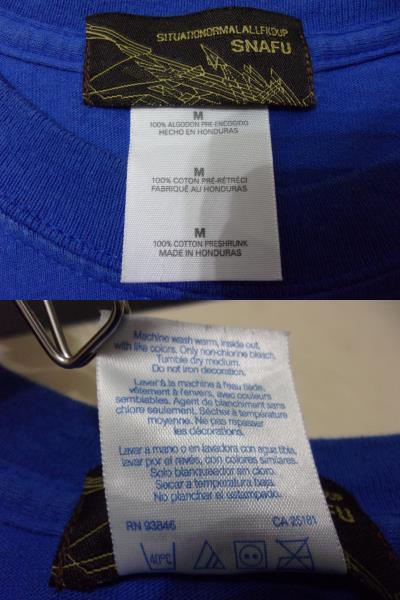 SITUATIONORMALALLFKDUP
SNAFU
M
100% ALGODON PRE-ENCOGIDO
HECHO EN HONDURAS
M
100% COTTON PRÉ-RÉTRÉCI
FABRIQUÉ AU HONDURAS
M
100% COTTON PRESHRUNK
MADE IN HONDURAS
Machine wash warm, inside out,
with like colors. Only non-chlorine bleach.
Tumble dry medium.
Do not iron decoration.
Laver à la machine à l'eau tiède,
vêtement à l'envers, avec couleurs
semblables. Agent de blanchiment sans
chlore seulement. Sécher à température
moyenne. Ne pas repasser
les décorations.
Lavar a mano o en lavadora con agua tibia,
lavar por el revés, con colores similares.
Solo blanqueador sin cloro.
Secar a temperatura baja.
No planchar el estampado.
RN 93846 CA 25181
40°C
FU